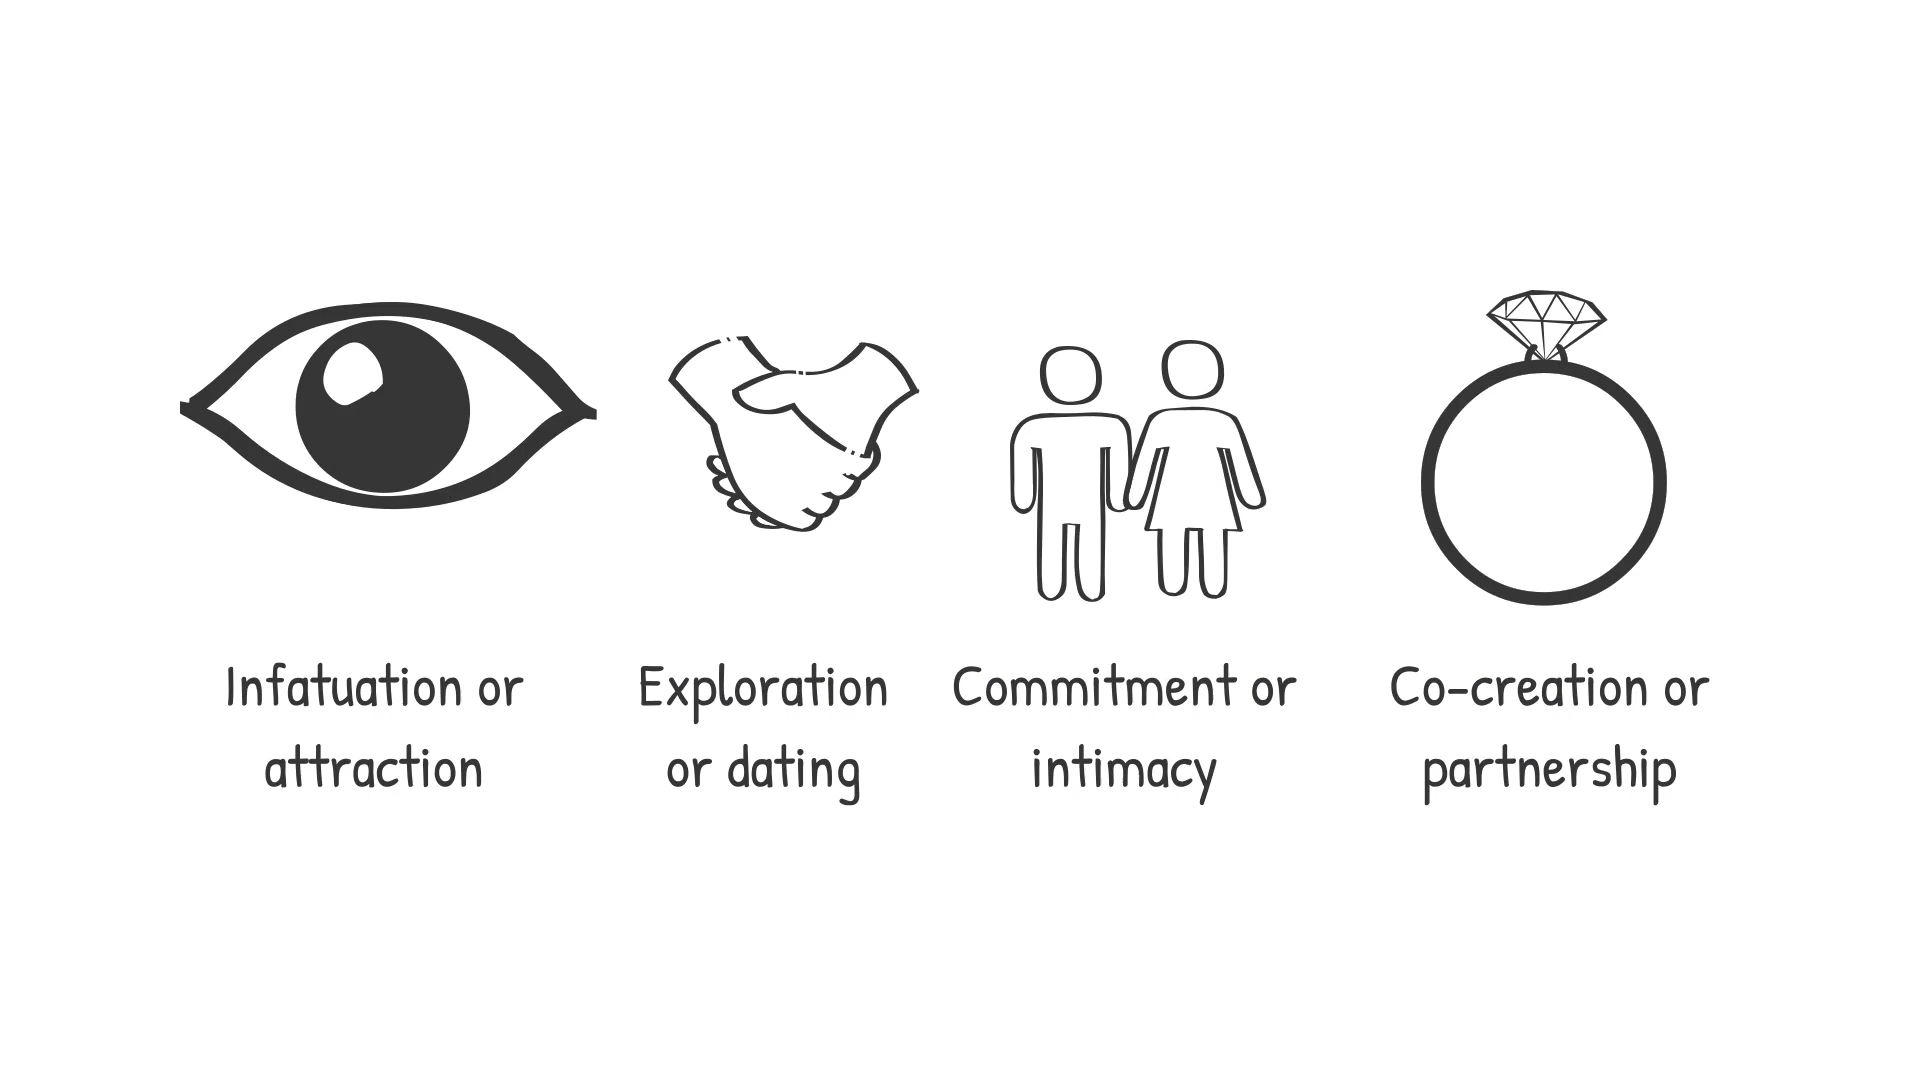 Infatuation or
attraction
Exploration
or dating
Commitment or
intimacy
Co-creation or
partnership